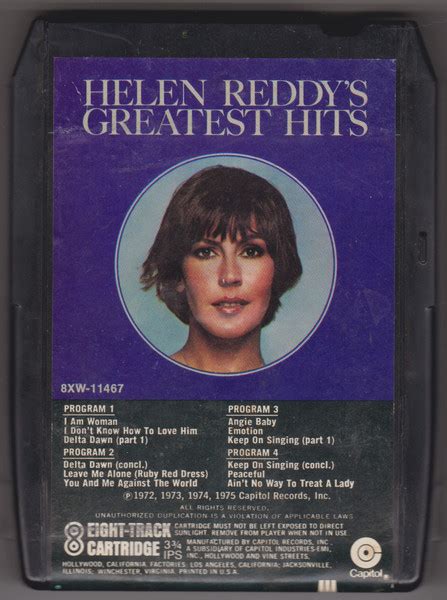 HELEN REDDY'S
GREATEST HITS
8XW-11467
PROGRAM 1
I Am Woman
I Don't Know How To Love Him
Delta Dawn (part 1)
PROGRAM 2
Delta Dawn (concl.)
Leave Me Alone (Ruby Red Dress)
You And Me Against The World
PROGRAM 3
Angie Baby
Emotion
Keep On Singing (part 1)
PROGRAM 4
Keep On Singing (concl.)
Peaceful
Ain't No Way To Treat A Lady
℗1972, 1973, 1974, 1975 Capitol Records, Inc.
ALL RIGHTS RESERVED.
UNAUTHORIZED DUPLICATION IS A VIOLATION OF APPLICABLE LAWS
8 EIGHT-TRACK
CARTRIDGE 3¾ IPS
CARTRIDGE MUST NOT BE LEFT EXPOSED TO DIRECT
SUNLIGHT. REMOVE FROM PLAYER WHEN NOT IN USE
MANUFACTURED BY CAPITOL RECORDS, INC.,
A SUBSIDIARY OF CAPITOL INDUSTRIES-EMI,
INC., HOLLYWOOD AND VINE STREETS,
HOLLYWOOD, CALIFORNIA. FACTORIES: LOS ANGELES, CALIFORNIA; JACKSONVILLE,
ILLINOIS; WINCHESTER, VIRGINIA. PRINTED IN U.S.A.
Capitol